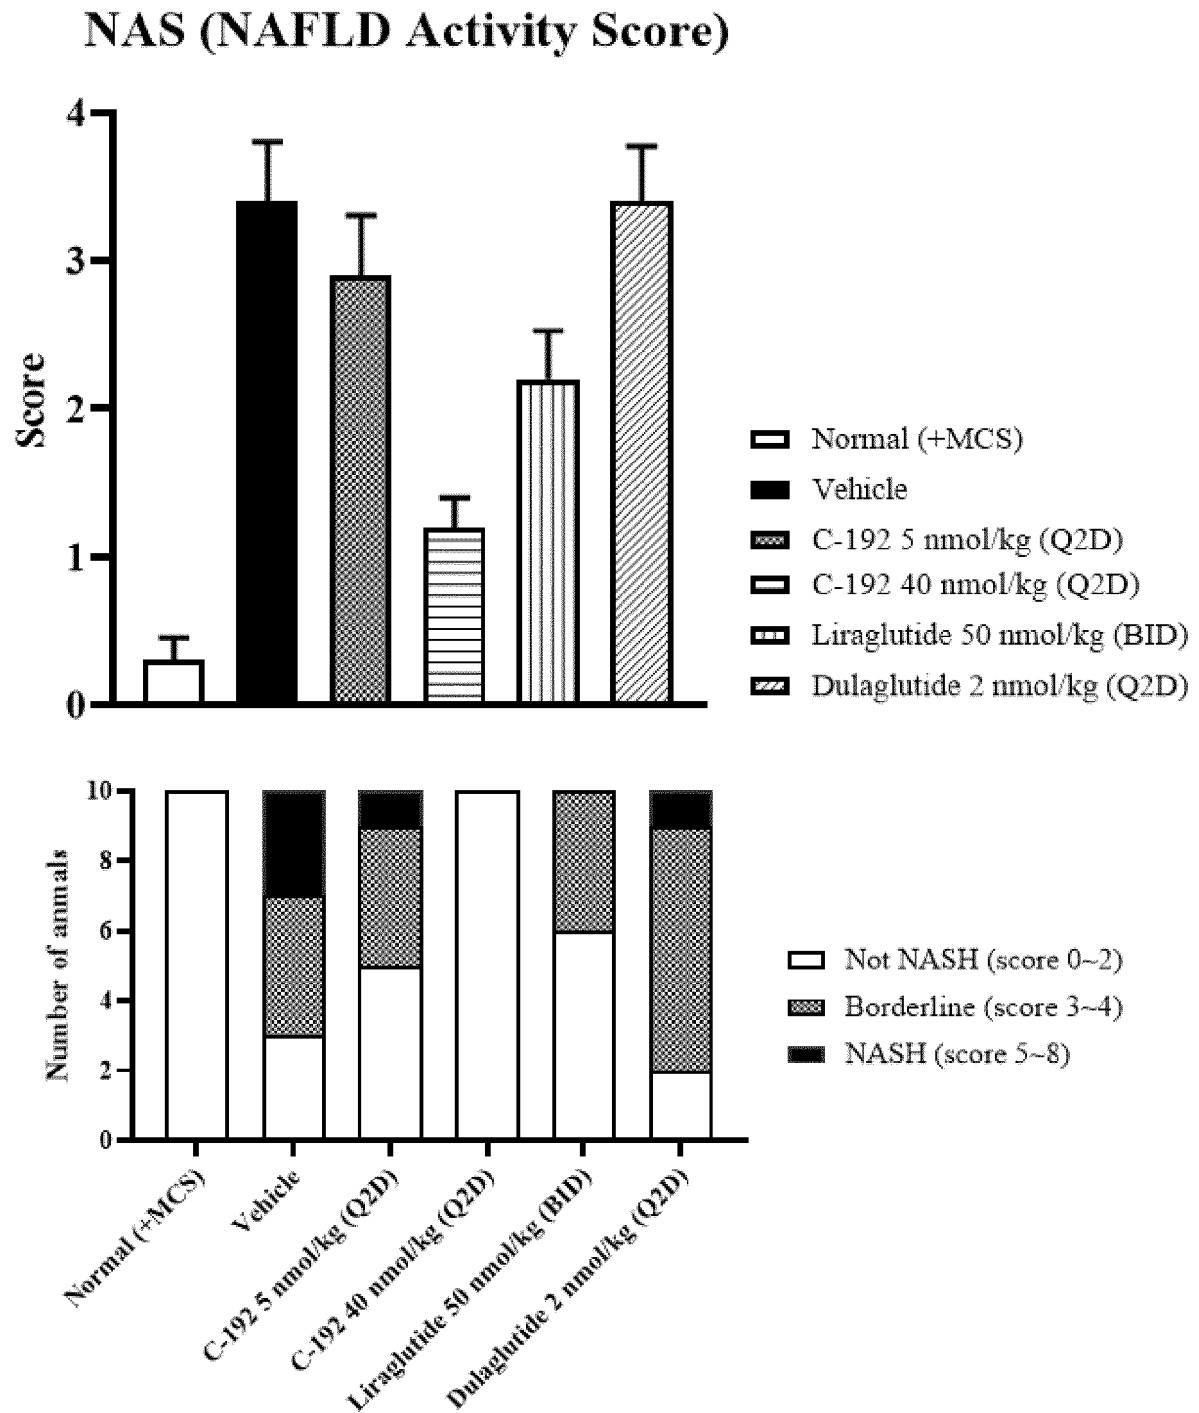 NAS (NAFLD Activity Score)
4
3
2
1
0
Score
Normal (+MCS)
Vehicle
C-192 5 nmol/kg (Q2D)
C-192 40 nmol/kg (Q2D)
Liraglutide 50 nmol/kg (BID)
Dulaglutide 2 nmol/kg (Q2D)
10
8
6
4
2
0
Number of anmals
Not NASH (score 0~2)
Borderline (score 3~4)
NASH (score 5~8)
Normal (+MCS)
Vehicle
C-192 5 nmol/kg (Q2D)
C-192 40 nmol/kg (Q2D)
Liraglutide 50 nmol/kg (BID)
Dulaglutide 2 nmol/kg (Q2D)